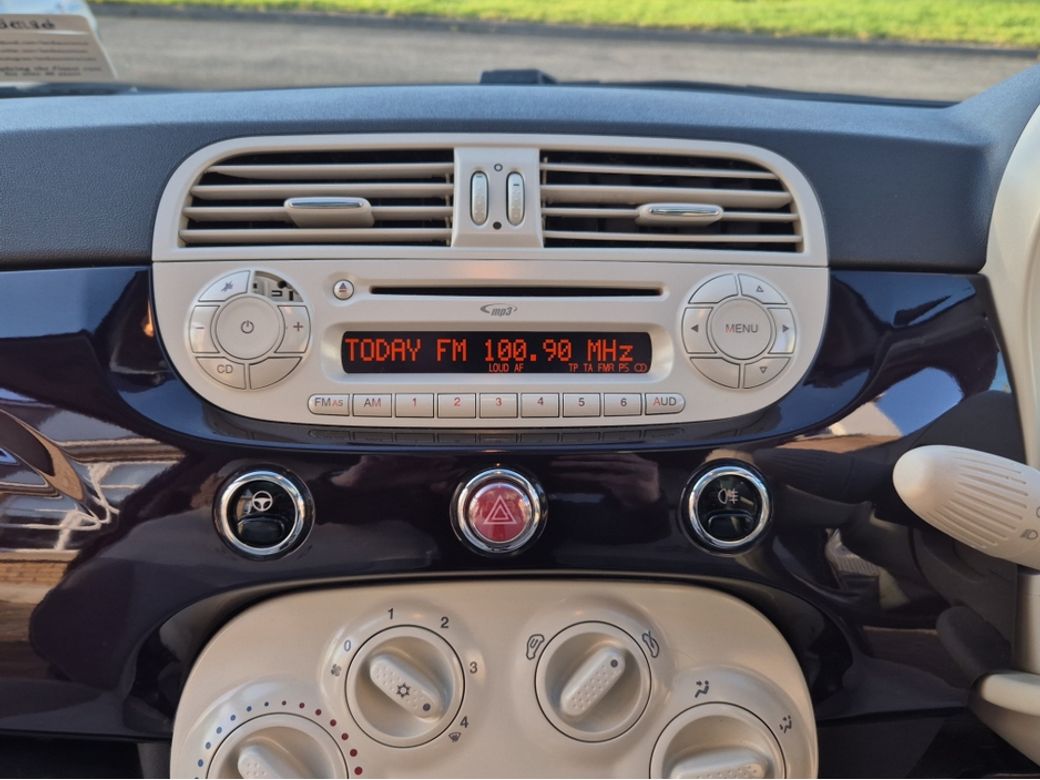 mp3
TODAY FM 100.90 MHz
LOUD AF TP TA FMR PS
CD
MENU
FM AS AM 1 2 3 4 5 6 AUD
0 1 2 3 4